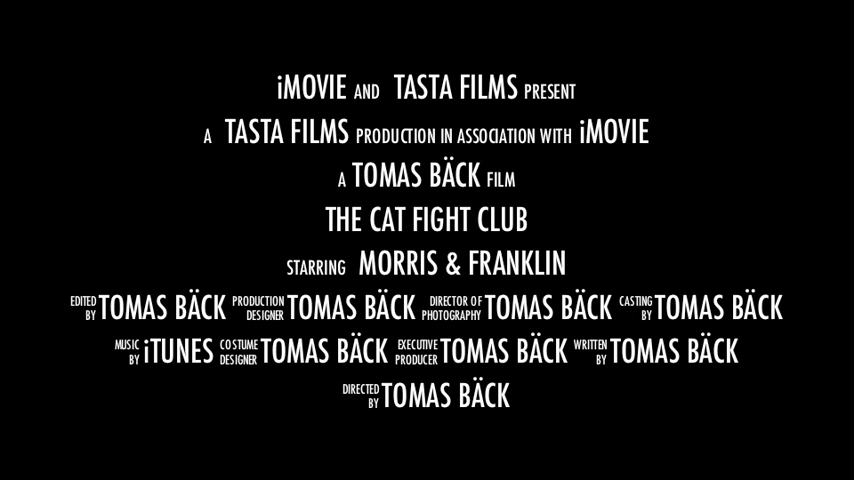 iMOVIE AND TASTA FILMS PRESENT
A TASTA FILMS PRODUCTION IN ASSOCIATION WITH iMOVIE
A TOMAS BÄCK FILM
THE CAT FIGHT CLUB
STARRING MORRIS & FRANKLIN
EDITED BY TOMAS BÄCK PRODUCTION DESIGNER TOMAS BÄCK DIRECTOR OF PHOTOGRAPHY TOMAS BÄCK CASTING BY TOMAS BÄCK
MUSIC BY iTUNES COSTUME DESIGNER TOMAS BÄCK EXECUTIVE PRODUCER TOMAS BÄCK WRITTEN BY TOMAS BÄCK
DIRECTED BY TOMAS BÄCK